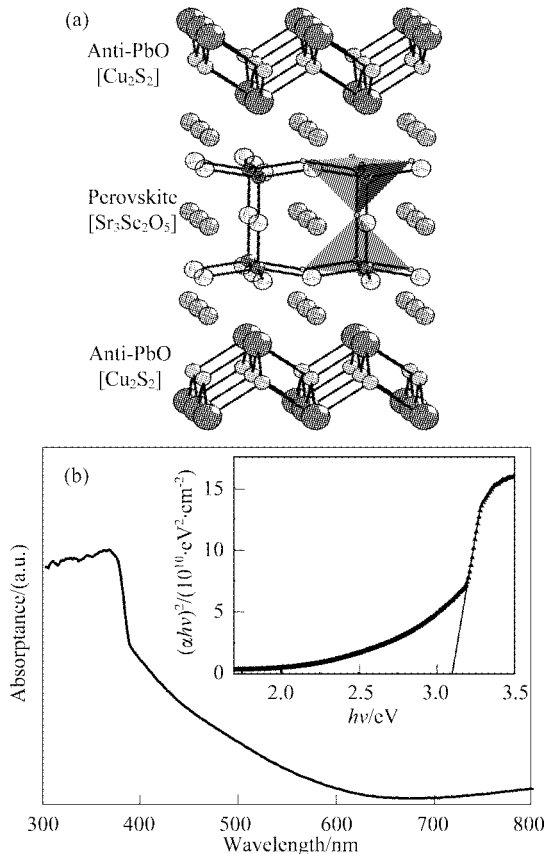 (a)
Anti-PbO
[Cu₂S₂]
Perovskite
[Sr₃Sc₂O₅]
Anti-PbO
[Cu₂S₂]
(b)
Absorptance/(a.u.)
(αhν)²/(10¹⁰·eV²·cm⁻²)
15
10
5
0
2.0 2.5 3.0 3.5
hν/eV
300 400 500 600 700 800
Wavelength/nm